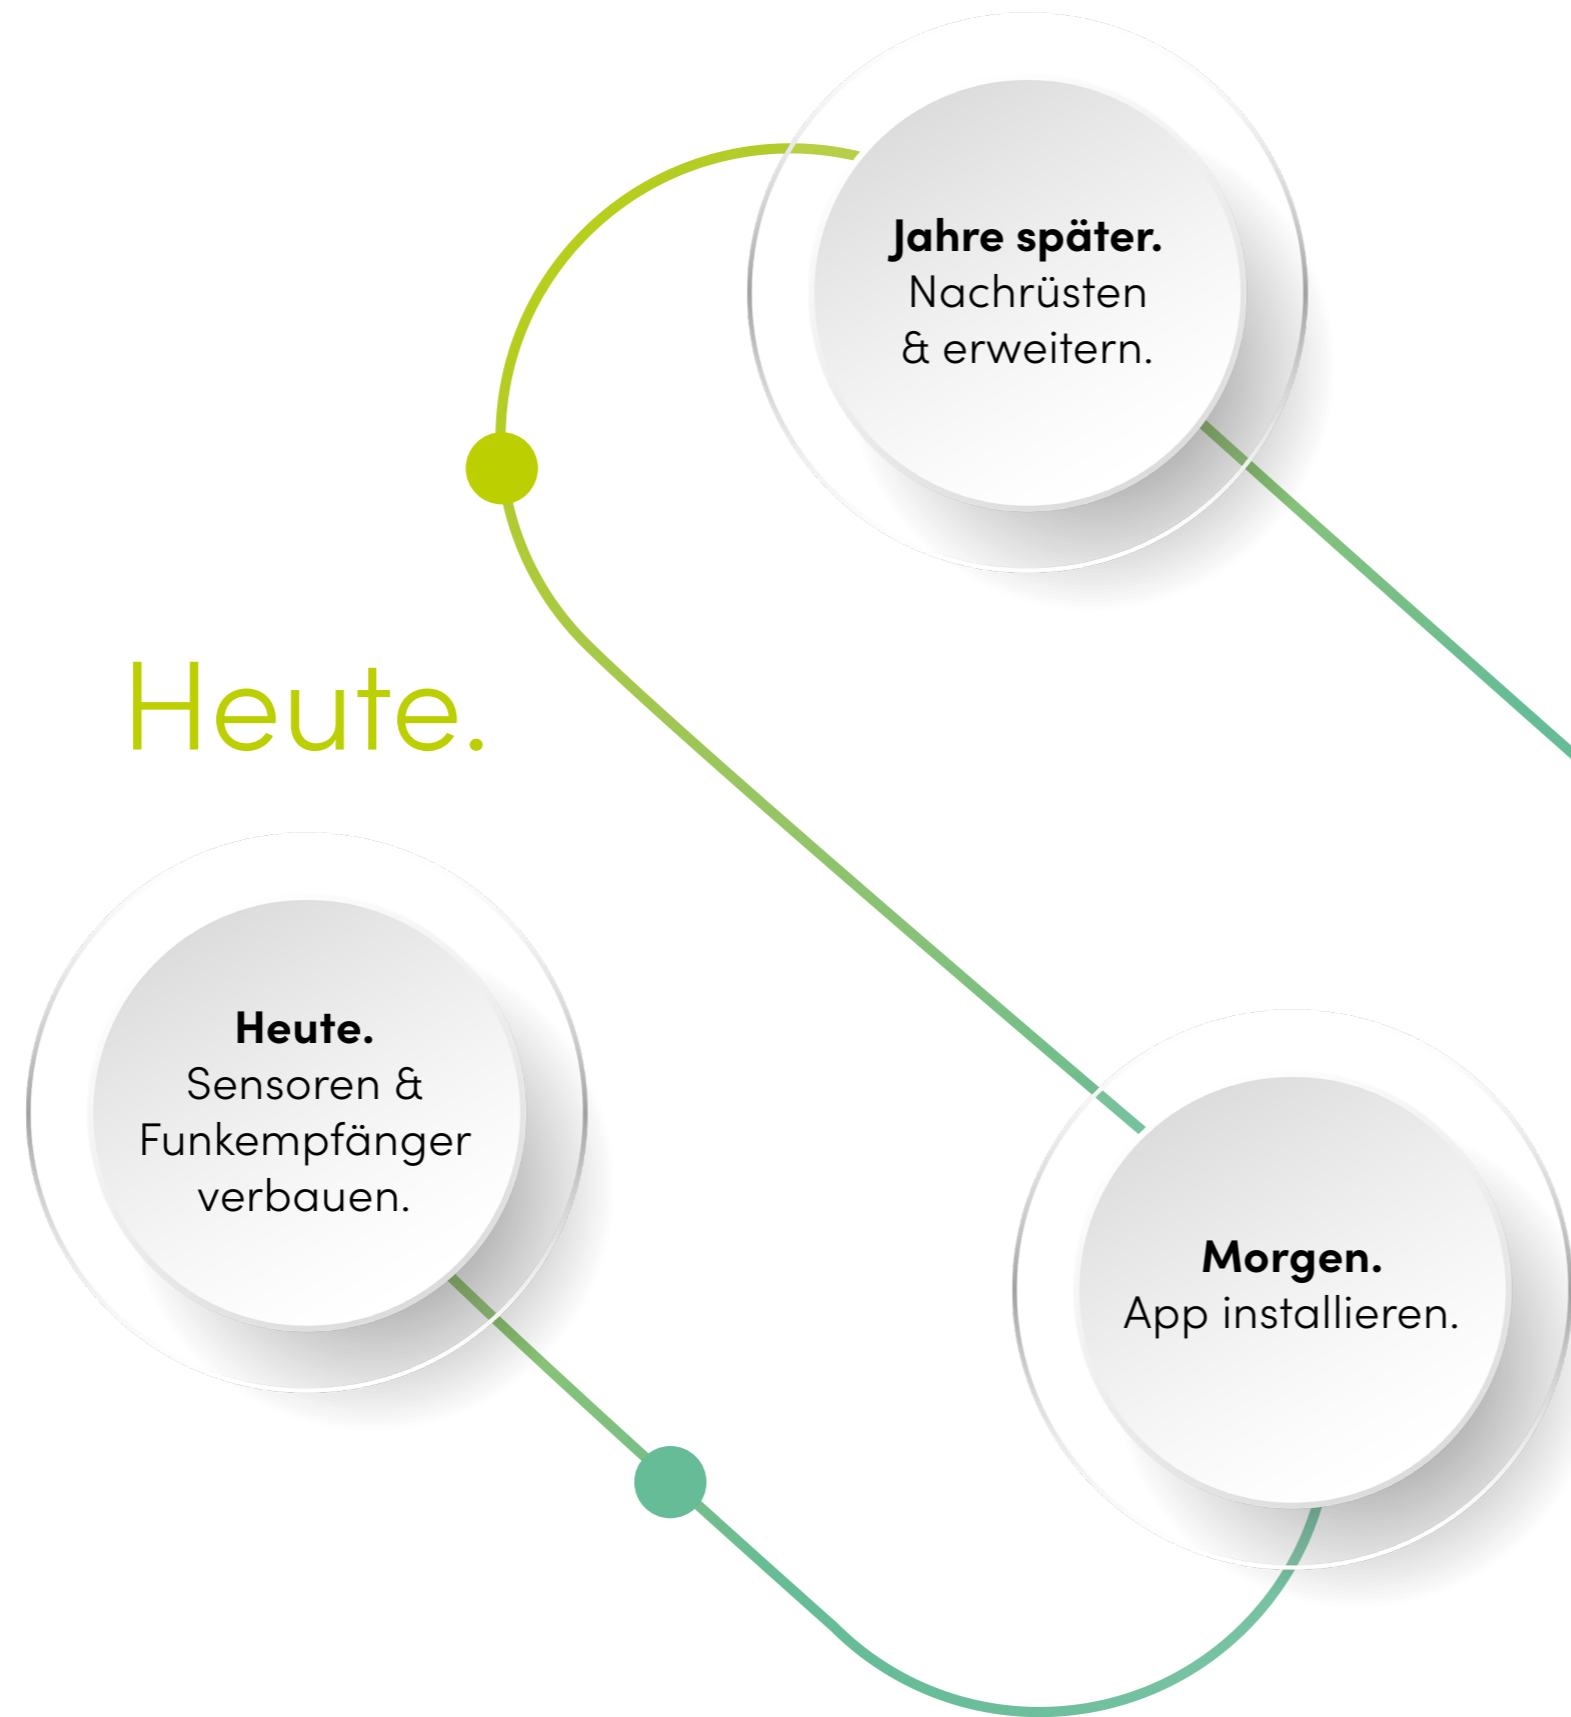 Jahre später.
Nachrüsten
& erweitern.
Heute.
Heute.
Sensoren &
Funkempfänger
verbauen.
Morgen.
App installieren.